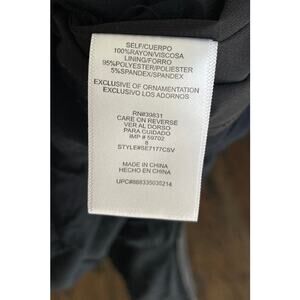 SELF/CUERPO
100%RAYON/VISCOSA
LINING/FORRO
95%POLYESTER/POLIESTER
5%SPANDEX/SPANDEX
EXCLUSIVE OF ORNAMENTATION
EXCLUSIVO LOS ADORNOS
RN#39831
CARE ON REVERSE
VER AL DORSO
PARA CUIDADO
IMP # 59702
8
STYLE#SE7177CSV
MADE IN CHINA
HECHO EN CHINA
UPC#888335030214